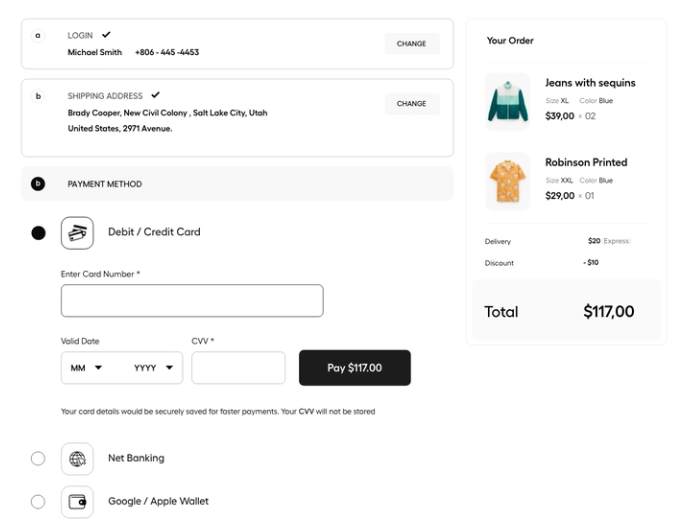 a
LOGIN
Michael Smith +806 - 445 -4453
CHANGE
b
SHIPPING ADDRESS
Brady Cooper, New Civil Colony , Salt Lake City, Utah
United States, 2971 Avenue.
CHANGE
b
PAYMENT METHOD
Debit / Credit Card
Enter Card Number *
Valid Date
CVV *
MM
YYYY
Pay $117.00
Your card details would be securely saved for faster payments. Your CVV will not be stored
Net Banking
Google / Apple Wallet
Your Order
Jeans with sequins
Size XL Color Blue
$39,00 × 02
Robinson Printed
Size XXL Color Blue
$29,00 × 01
Delivery $20 (Express)
Discount - $10
Total $117,00